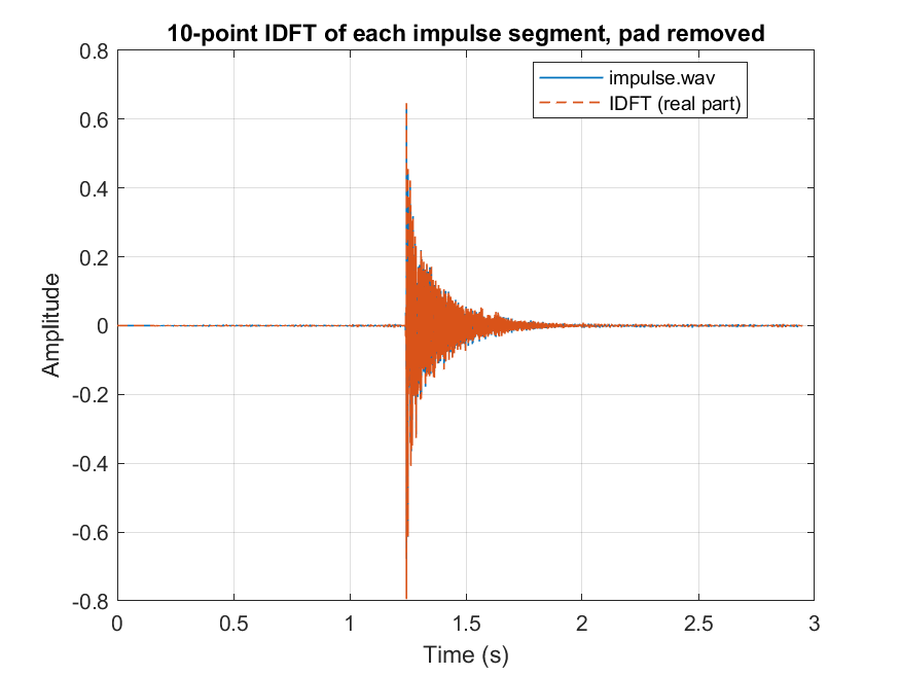 10-point IDFT of each impulse segment, pad removed
impulse.wav
IDFT (real part)
0.8
0.6
0.4
0.2
0
-0.2
-0.4
-0.6
-0.8
Amplitude
0 0.5 1 1.5 2 2.5 3
Time (s)